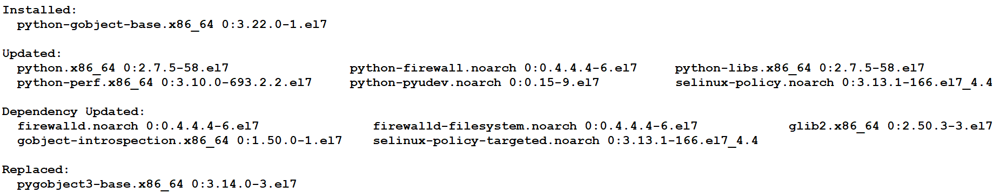 Installed:
  python-gobject-base.x86_64 0:3.22.0-1.el7

Updated:
  python.x86_64 0:2.7.5-58.el7                python-firewall.noarch 0:0.4.4.4-6.el7     python-libs.x86_64 0:2.7.5-58.el7
  python-perf.x86_64 0:3.10.0-693.2.2.el7     python-pyudev.noarch 0:0.15-9.el7          selinux-policy.noarch 0:3.13.1-166.el7_4.4

Dependency Updated:
  firewalld.noarch 0:0.4.4.4-6.el7               firewalld-filesystem.noarch 0:0.4.4.4-6.el7            glib2.x86_64 0:2.50.3-3.el7
  gobject-introspection.x86_64 0:1.50.0-1.el7    selinux-policy-targeted.noarch 0:3.13.1-166.el7_4.4

Replaced:
  pygobject3-base.x86_64 0:3.14.0-3.el7